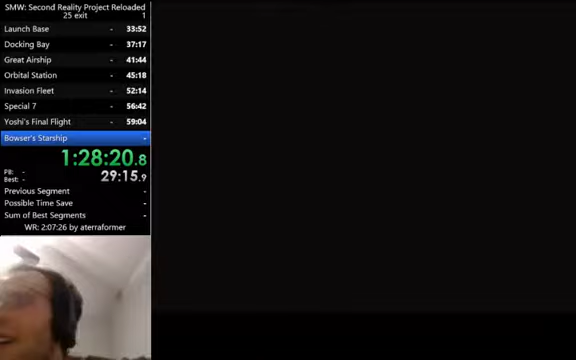 SMW: Second Reality Project Reloaded
25 exit 1
Launch Base - 33:52
Docking Bay - 37:17
Great Airship - 41:44
Orbital Station - 45:18
Invasion Fleet - 52:14
Special 7 - 56:42
Yoshi's Final Flight - 59:04
Bowser's Starship -
1:28:20.8
PB: -
Best: -
29:15.9
Previous Segment -
Possible Time Save -
Sum of Best Segments -
WR: 2:07:26 by aterraformer